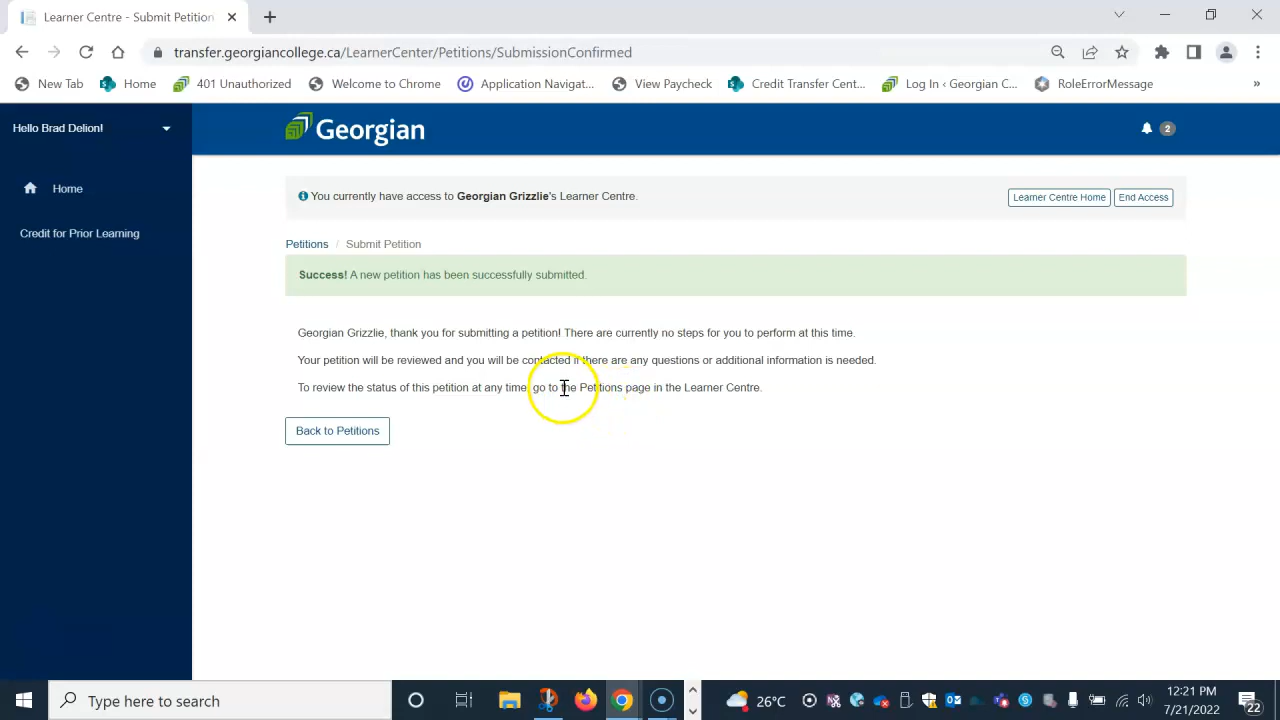 Learner Centre - Submit Petition
transfer.georgiancollege.ca/LearnerCenter/Petitions/SubmissionConfirmed
New Tab Home 401 Unauthorized Welcome to Chrome Application Navigat... View Paycheck Credit Transfer Cent... Log In ‹ Georgian C... RoleErrorMessage »
Hello Brad Delion!
Georgian
2
Home
You currently have access to Georgian Grizzlie's Learner Centre.
Learner Centre Home End Access
Credit for Prior Learning
Petitions / Submit Petition
Success! A new petition has been successfully submitted.
Georgian Grizzlie, thank you for submitting a petition! There are currently no steps for you to perform at this time.
Your petition will be reviewed and you will be contacted if there are any questions or additional information is needed.
To review the status of this petition at any time, go to the Petitions page in the Learner Centre.
Back to Petitions
Type here to search
26°C
12:21 PM
7/21/2022
22